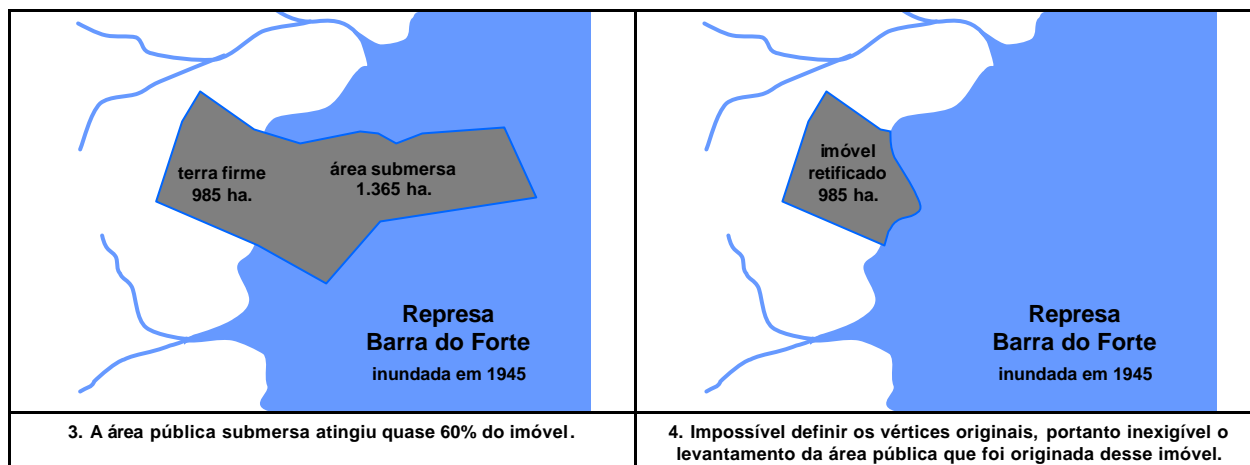 terra firme
985 ha.
área submersa
1.365 ha.
Represa
Barra do Forte
inundada em 1945
3. A área pública submersa atingiu quase 60% do imóvel.
imóvel
retificado
985 ha.
Represa
Barra do Forte
inundada em 1945
4. Impossível definir os vértices originais, portanto inexigível o
levantamento da área pública que foi originada desse imóvel.